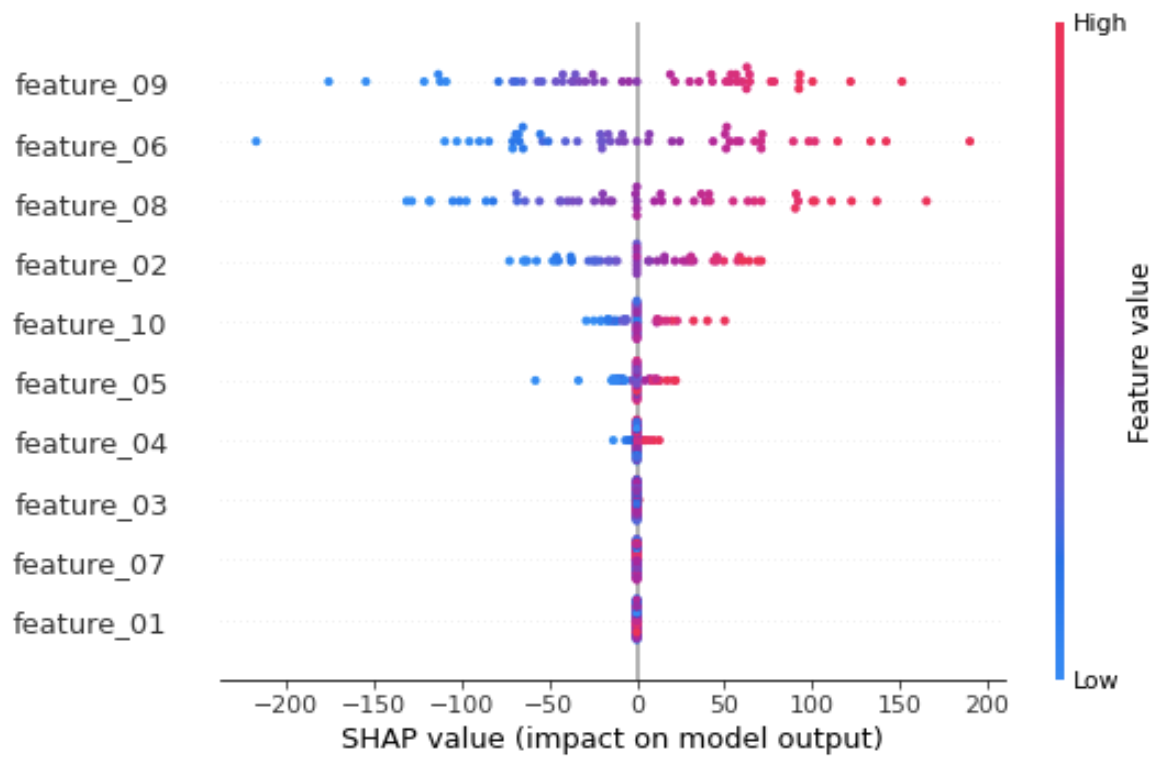 High
feature_09
feature_06
feature_08
feature_02
feature_10
feature_05
feature_04
feature_03
feature_07
feature_01
Feature value
Low
−200 −150 −100 −50 0 50 100 150 200
SHAP value (impact on model output)